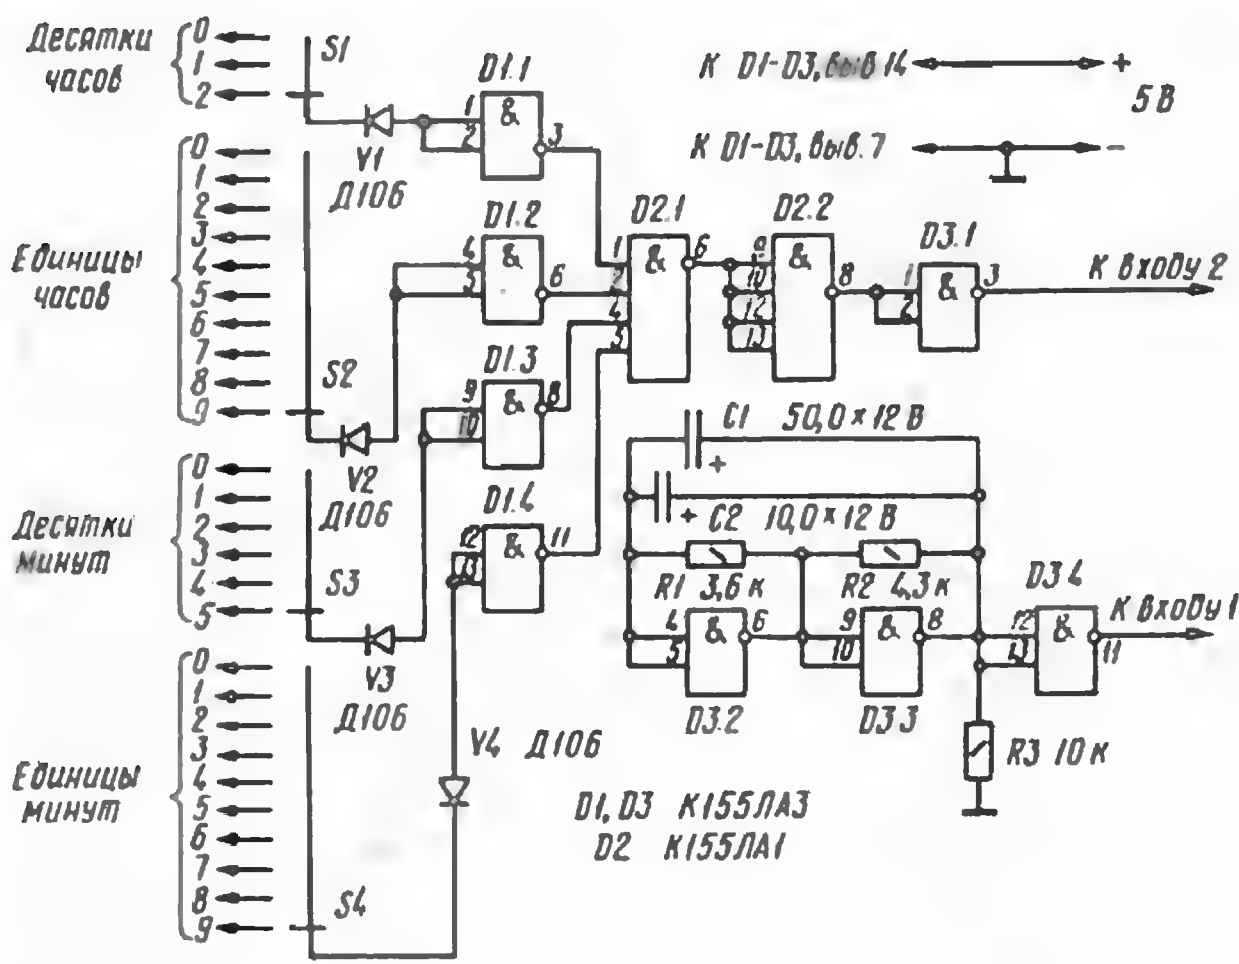 Десятки часов
0
1
2
S1
V1
Д106
D1.1
&
1
2
3
К D1-D3, выв 14
+
5 В
К D1-D3, выв. 7
-
Единицы часов
0
1
2
3
4
5
6
7
8
9
S2
V2
Д106
D1.2
&
4
5
6
D1.3
&
9
10
8
D2.1
&
1
2
4
5
6
D2.2
&
9
10
12
13
8
D3.1
&
1
2
3
К входу 2
Десятки минут
0
1
2
3
4
5
S3
V3
Д106
D1.4
&
12
13
11
C1 50,0 × 12 В
+
C2 10,0 × 12 В
+
R1 3,6 к
R2 4,3 к
D3.2
&
4
5
6
D3.3
&
9
10
8
D3.4
&
12
13
11
К входу 1
R3 10 к
Единицы минут
0
1
2
3
4
5
6
7
8
9
S4
V4 Д106
D1, D3 К155ЛА3
D2 К155ЛА1